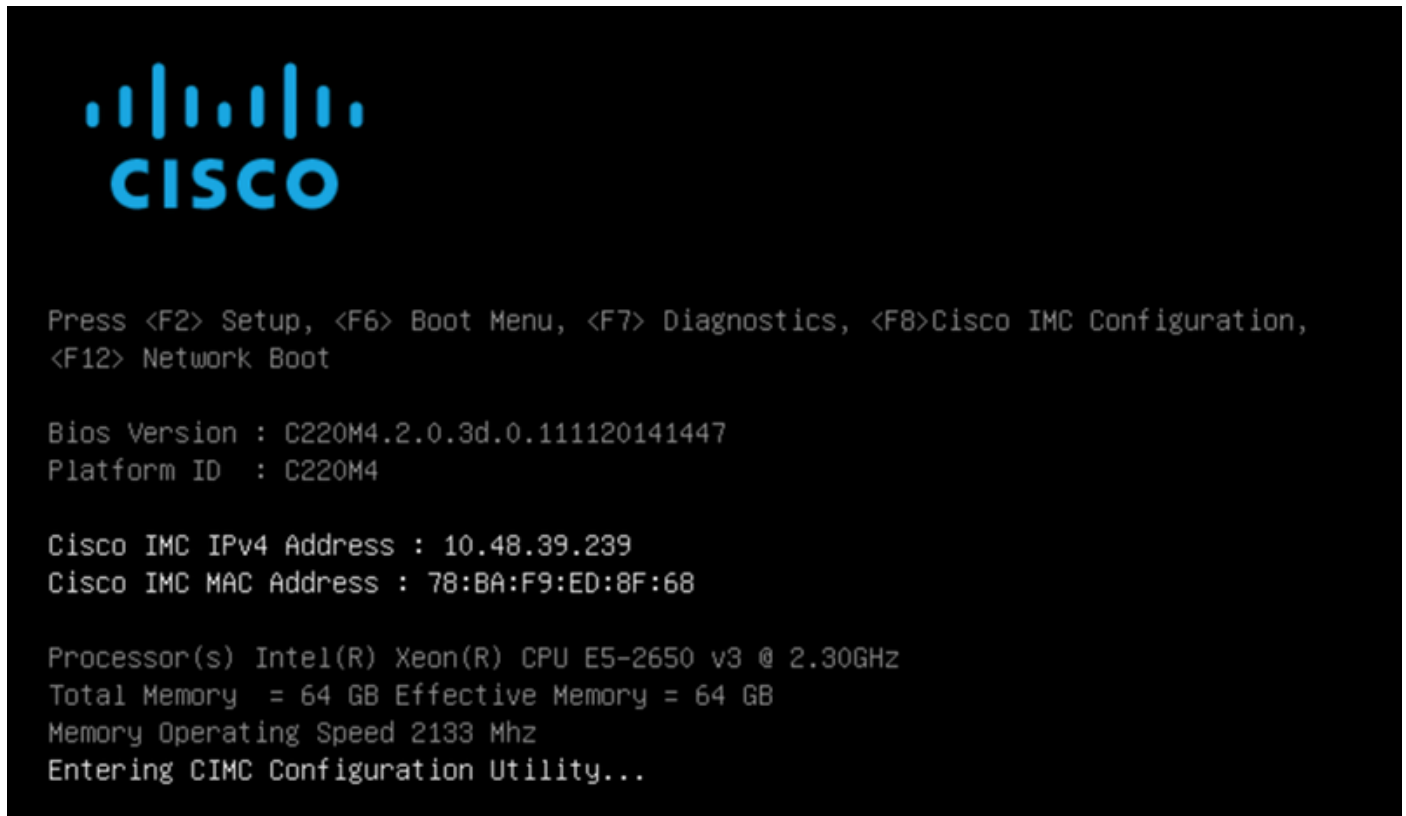 CISCO
Press <F2> Setup, <F6> Boot Menu, <F7> Diagnostics, <F8>Cisco IMC Configuration,
<F12> Network Boot
Bios Version : C220M4.2.0.3d.0.111120141447
Platform ID  : C220M4
Cisco IMC IPv4 Address : 10.48.39.239
Cisco IMC MAC Address : 78:BA:F9:ED:8F:68
Processor(s) Intel(R) Xeon(R) CPU E5-2650 v3 @ 2.30GHz
Total Memory  = 64 GB Effective Memory = 64 GB
Memory Operating Speed 2133 Mhz
Entering CIMC Configuration Utility...